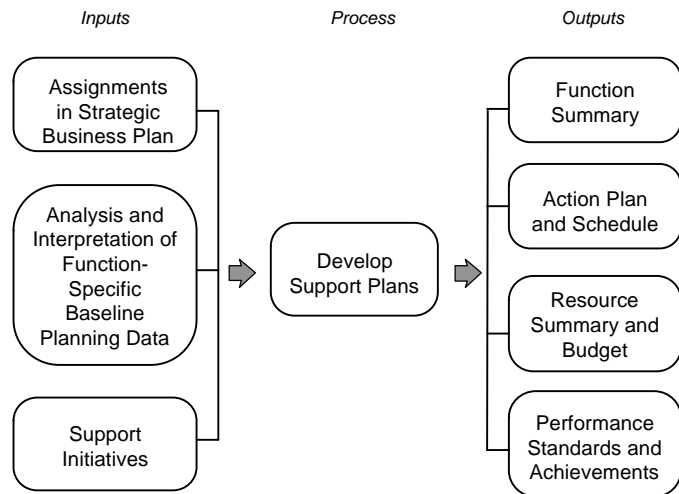 Inputs
Process
Outputs
Assignments
in Strategic
Business Plan
Analysis and
Interpretation of
Function-
Specific
Baseline
Planning Data
Support
Initiatives
Develop
Support Plans
Function
Summary
Action Plan
and Schedule
Resource
Summary and
Budget
Performance
Standards and
Achievements